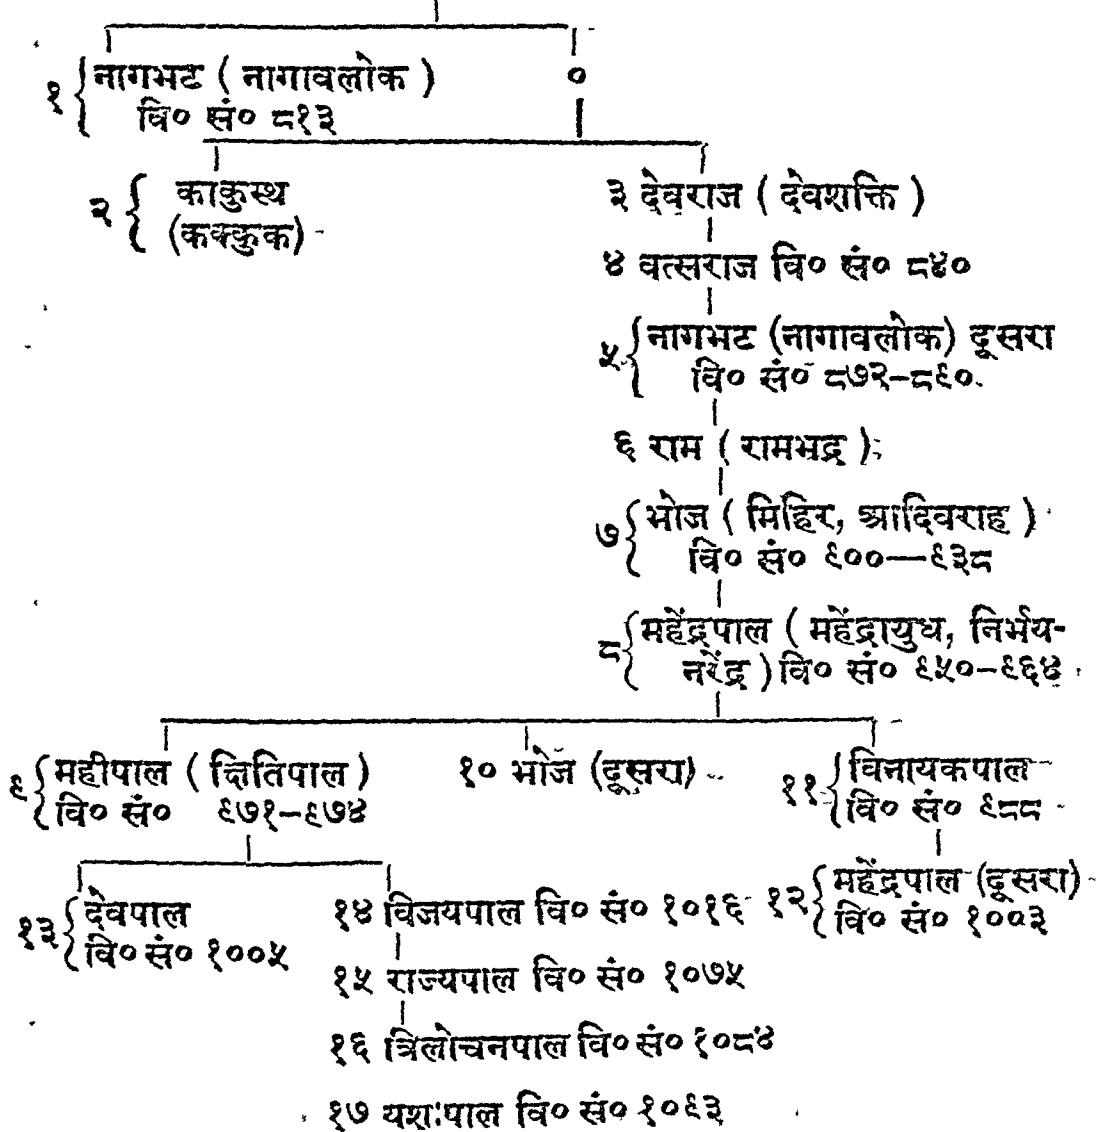 १ नागभट ( नागावलोक ) ०
वि० सं० ८१३
२ काकुस्थ
(कक्कुक)
३ देवराज ( देवशक्ति )
४ वत्सराज वि० सं० ८४०
५ नागभट (नागावलोक) दूसरा
वि० सं० ८७२–८९०
६ राम ( रामभद्र )
७ भोज ( मिहिर, आदिवराह )
वि० सं० ९००—९३८
८ महेंद्रपाल ( महेंद्रायुध, निर्भय-
नरेंद्र ) वि० सं० ९५०–९६४
९ महीपाल ( क्षितिपाल )
वि० सं० ९७१–९७४
१० भोज (दूसरा)
११ विनायकपाल
वि० सं० ९८८
१२ महेंद्रपाल (दूसरा)
वि० सं० १००३
१३ देवपाल
वि० सं० १००५
१४ विजयपाल वि० सं० १०१६
१५ राज्यपाल वि० सं० १०७५
१६ त्रिलोचनपाल वि० सं० १०८४
१७ यशःपाल वि० सं० १०९३